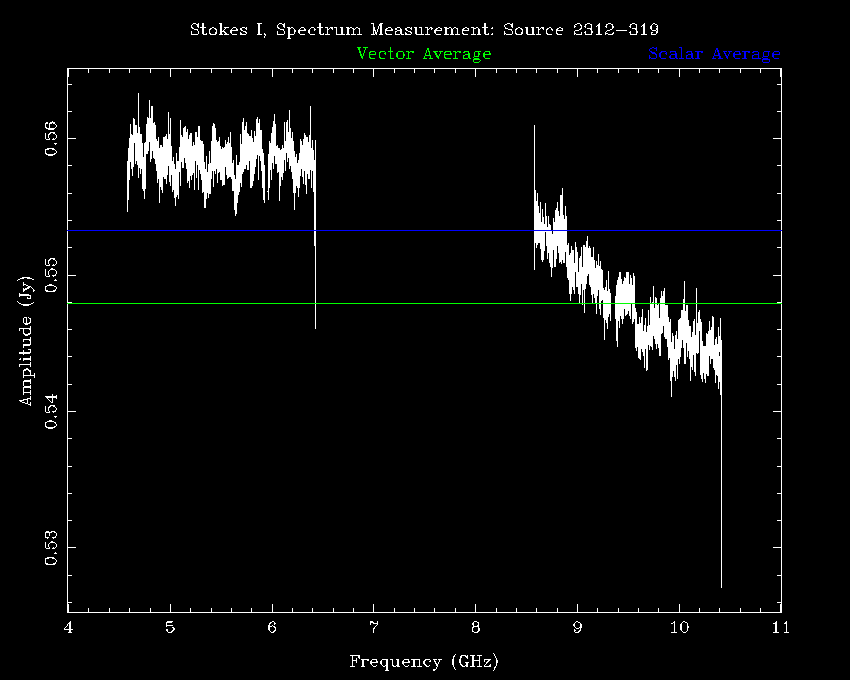 Stokes I, Spectrum Measurement: Source 2312-319
Vector Average Scalar Average
0.56
0.55
0.54
0.53
Amplitude (Jy)
4 5 6 7 8 9 10 11
Frequency (GHz)